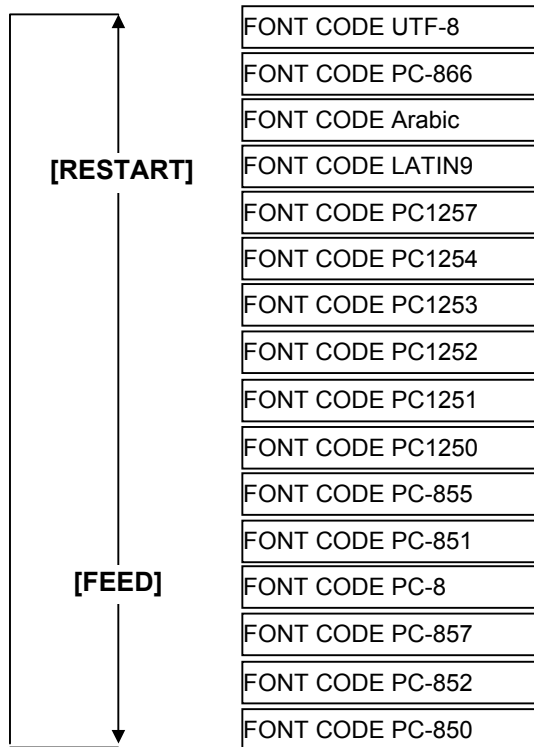 FONT CODE UTF-8
FONT CODE PC-866
FONT CODE Arabic
[RESTART]
FONT CODE LATIN9
FONT CODE PC1257
FONT CODE PC1254
FONT CODE PC1253
FONT CODE PC1252
FONT CODE PC1251
FONT CODE PC1250
FONT CODE PC-855
FONT CODE PC-851
[FEED]
FONT CODE PC-8
FONT CODE PC-857
FONT CODE PC-852
FONT CODE PC-850